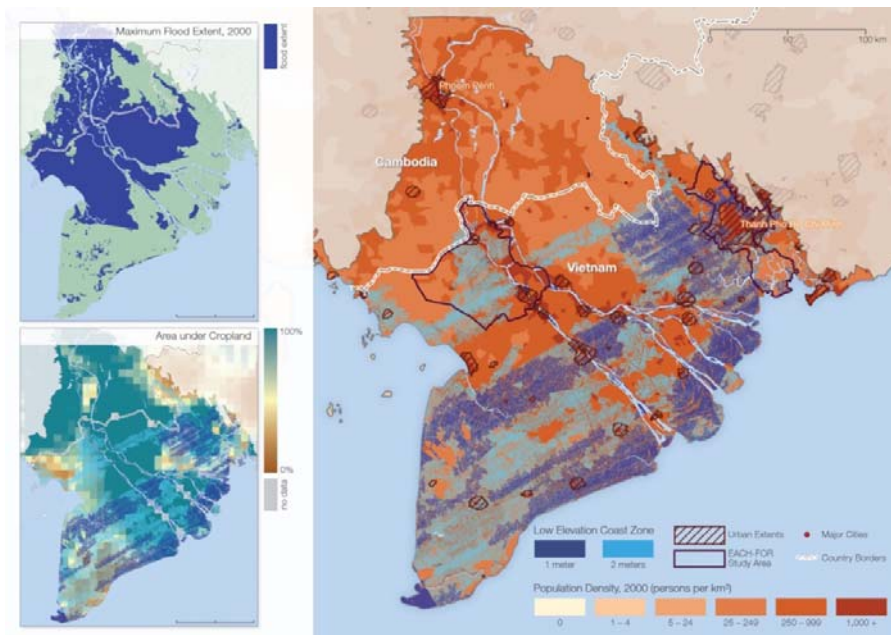 Maximum Flood Extent, 2000
flood extent
Area under Cropland
100%
0%
no data
0
50
100 km
Phnom Penh
Cambodia
Vietnam
Low Elevation Coast Zone
1 meter
2 meters
Urban Extents
EACH-FOR
Study Area
Major Cities
Country Borders
Population Density, 2000 (persons per km²)
0
1 – 4
5 – 24
25 – 249
250 – 999
1,000 +